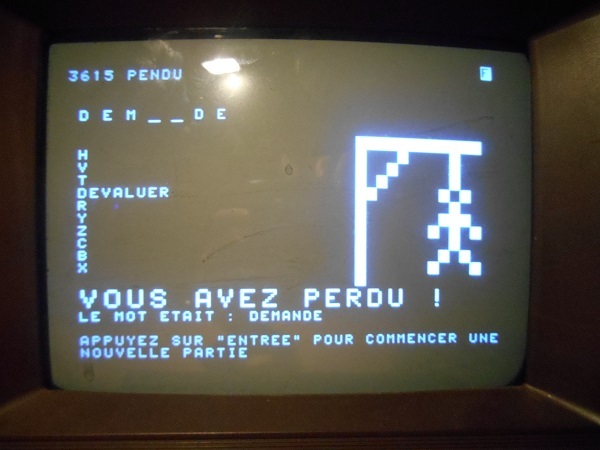 3615 PENDU
F
D E M _ _ D E
H
V
T
DEVALUER
R
Y
Z
C
B
X
VOUS AVEZ PERDU !
LE MOT ETAIT : DEMANDE
APPUYEZ SUR "ENTREE" POUR COMMENCER UNE
NOUVELLE PARTIE